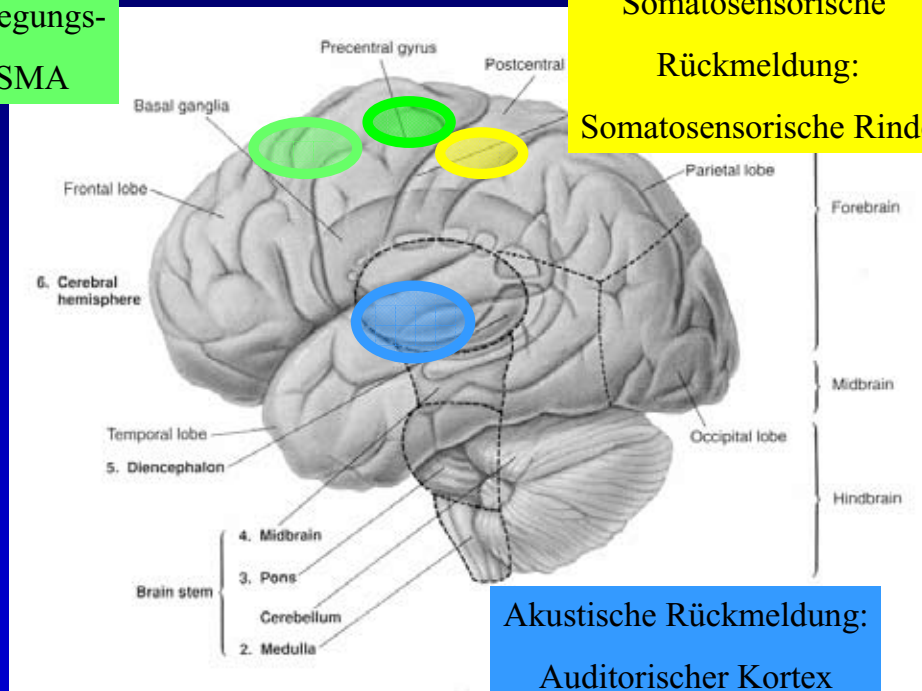 egungs-
SMA
Somatosensorische
Rückmeldung:
Somatosensorische Rind
Precentral gyrus
Postcentral
Basal ganglia
Frontal lobe
Parietal lobe
Forebrain
6. Cerebral
hemisphere
Midbrain
Temporal lobe
Occipital lobe
5. Diencephalon
Hindbrain
4. Midbrain
3. Pons
Brain stem
Cerebellum
2. Medulla
Akustische Rückmeldung:
Auditorischer Kortex